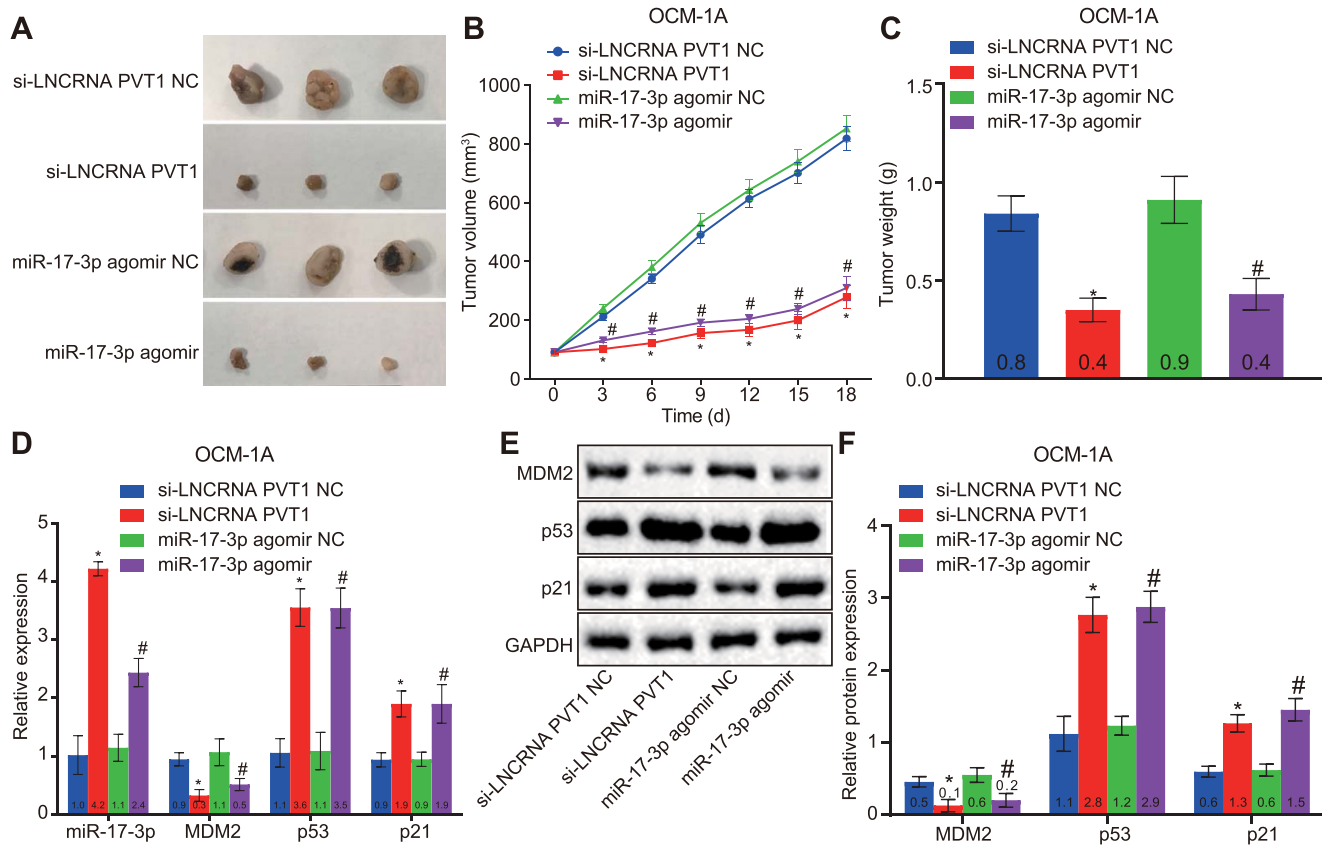 A
si-LNCRNA PVT1 NC
si-LNCRNA PVT1
miR-17-3p agomir NC
miR-17-3p agomir
B
OCM-1A
si-LNCRNA PVT1 NC
si-LNCRNA PVT1
miR-17-3p agomir NC
miR-17-3p agomir
Tumor volume (mm³)
1000
800
600
400
200
0
# # # # # #
* * * * * *
0 3 6 9 12 15 18
Time (d)
C
OCM-1A
si-LNCRNA PVT1 NC
si-LNCRNA PVT1
miR-17-3p agomir NC
miR-17-3p agomir
Tumor weight (g)
1.5
1.0
0.5
0.0
* #
0.8 0.4 0.9 0.4
D
OCM-1A
si-LNCRNA PVT1 NC
si-LNCRNA PVT1
miR-17-3p agomir NC
miR-17-3p agomir
Relative expression
5
4
3
2
1
0
* # * # * # * #
1.0 4.2 1.1 2.4 0.9 0.3 1.1 0.5 1.1 3.6 1.1 3.5 0.9 1.9 0.9 1.9
miR-17-3p MDM2 p53 p21
E
MDM2
p53
p21
GAPDH
si-LNCRNA PVT1 NC
si-LNCRNA PVT1
miR-17-3p agomir NC
miR-17-3p agomir
F
OCM-1A
si-LNCRNA PVT1 NC
si-LNCRNA PVT1
miR-17-3p agomir NC
miR-17-3p agomir
Relative protein expression
4
3
2
1
0
* # * # * #
0.5 0.1 0.6 0.2 1.1 2.8 1.2 2.9 0.6 1.3 0.6 1.5
MDM2 p53 p21